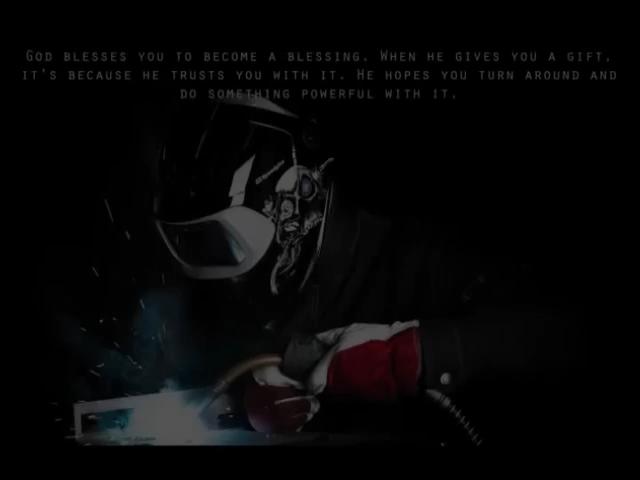 God blesses you to become a blessing. When he gives you a gift,
it's because he trusts you with it. He hopes you turn around and
do something powerful with it.